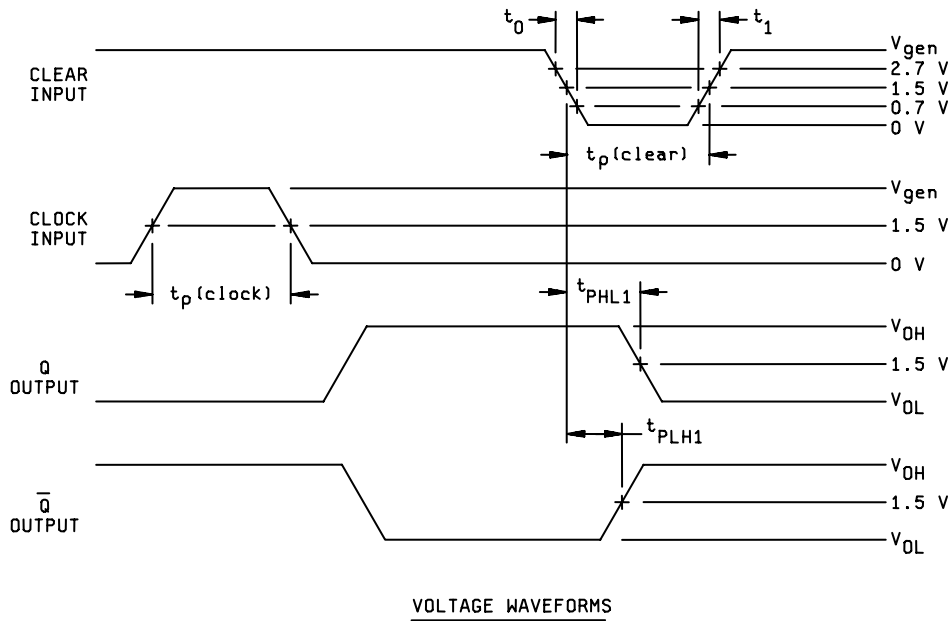 t0 t1
CLEAR
INPUT
Vgen
2.7 V
1.5 V
0.7 V
0 V
tp(clear)
CLOCK
INPUT
Vgen
1.5 V
0 V
tp(clock)
tPHL1
Q
OUTPUT
VOH
1.5 V
VOL
tPLH1
Q̅
OUTPUT
VOH
1.5 V
VOL
VOLTAGE WAVEFORMS